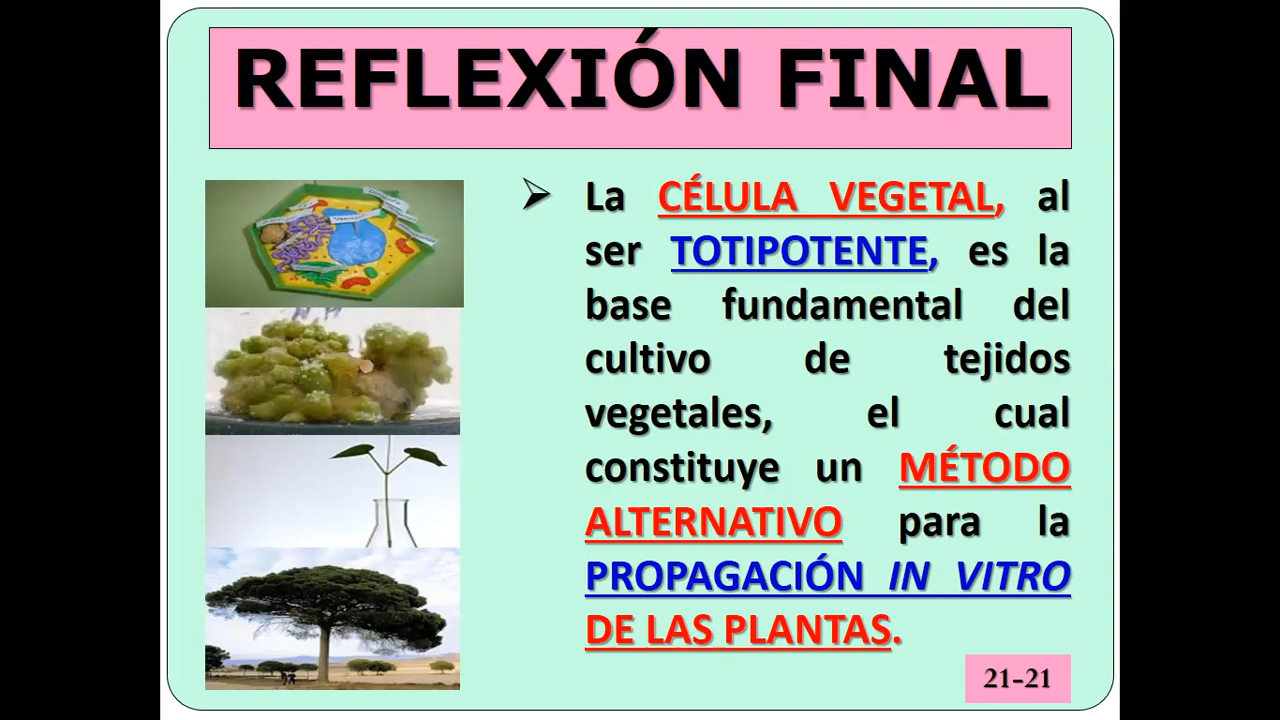 REFLEXIÓN FINAL
➢ La CÉLULA VEGETAL, al
ser TOTIPOTENTE, es la
base fundamental del
cultivo de tejidos
vegetales, el cual
constituye un MÉTODO
ALTERNATIVO para la
PROPAGACIÓN IN VITRO
DE LAS PLANTAS.
21-21